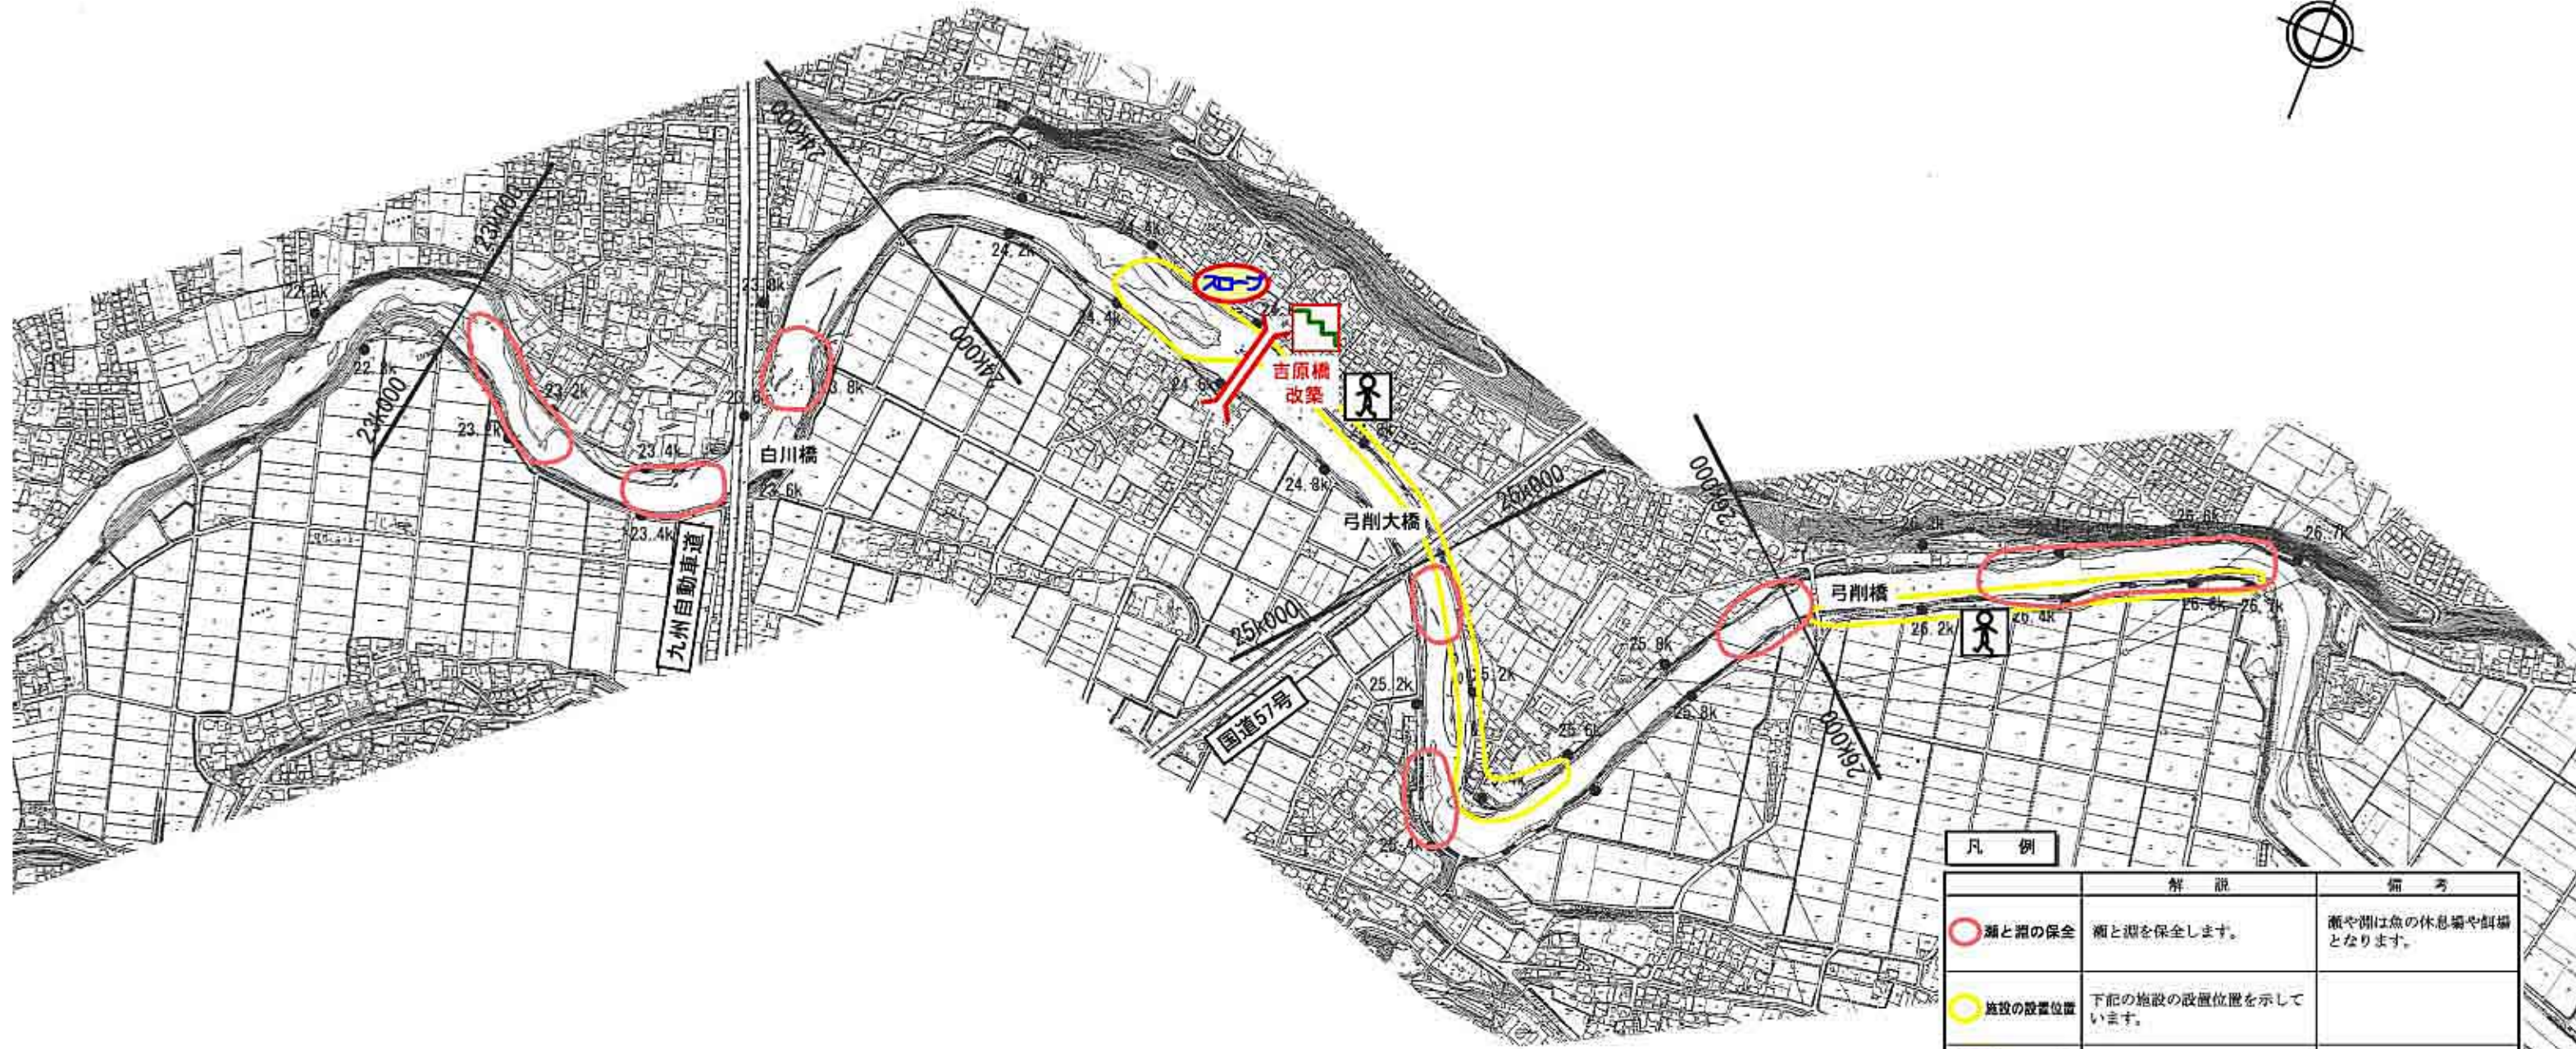 24k000
24k000
23k000
23k000
22.8k
23.2k
23.2k
23.4k
23.4k
23.6k
23.8k
白川橋
九州自動車道
24.2k
24.4k
24.4k
スロープ
吉原橋
改築
24.8k
弓削大橋
25k000
25k000
国道57号
25.2k
25.6k
25.8k
25.8k
26k000
26k000
弓削橋
26.2k
26.4k
26.6k
26.7k
26.7k
凡 例
解 説
備 考
瀬と淵の保全
瀬と淵を保全します。
瀬や淵は魚の休息場や餌場
となります。
施設の設置位置
下記の施設の設置位置を示して
います。